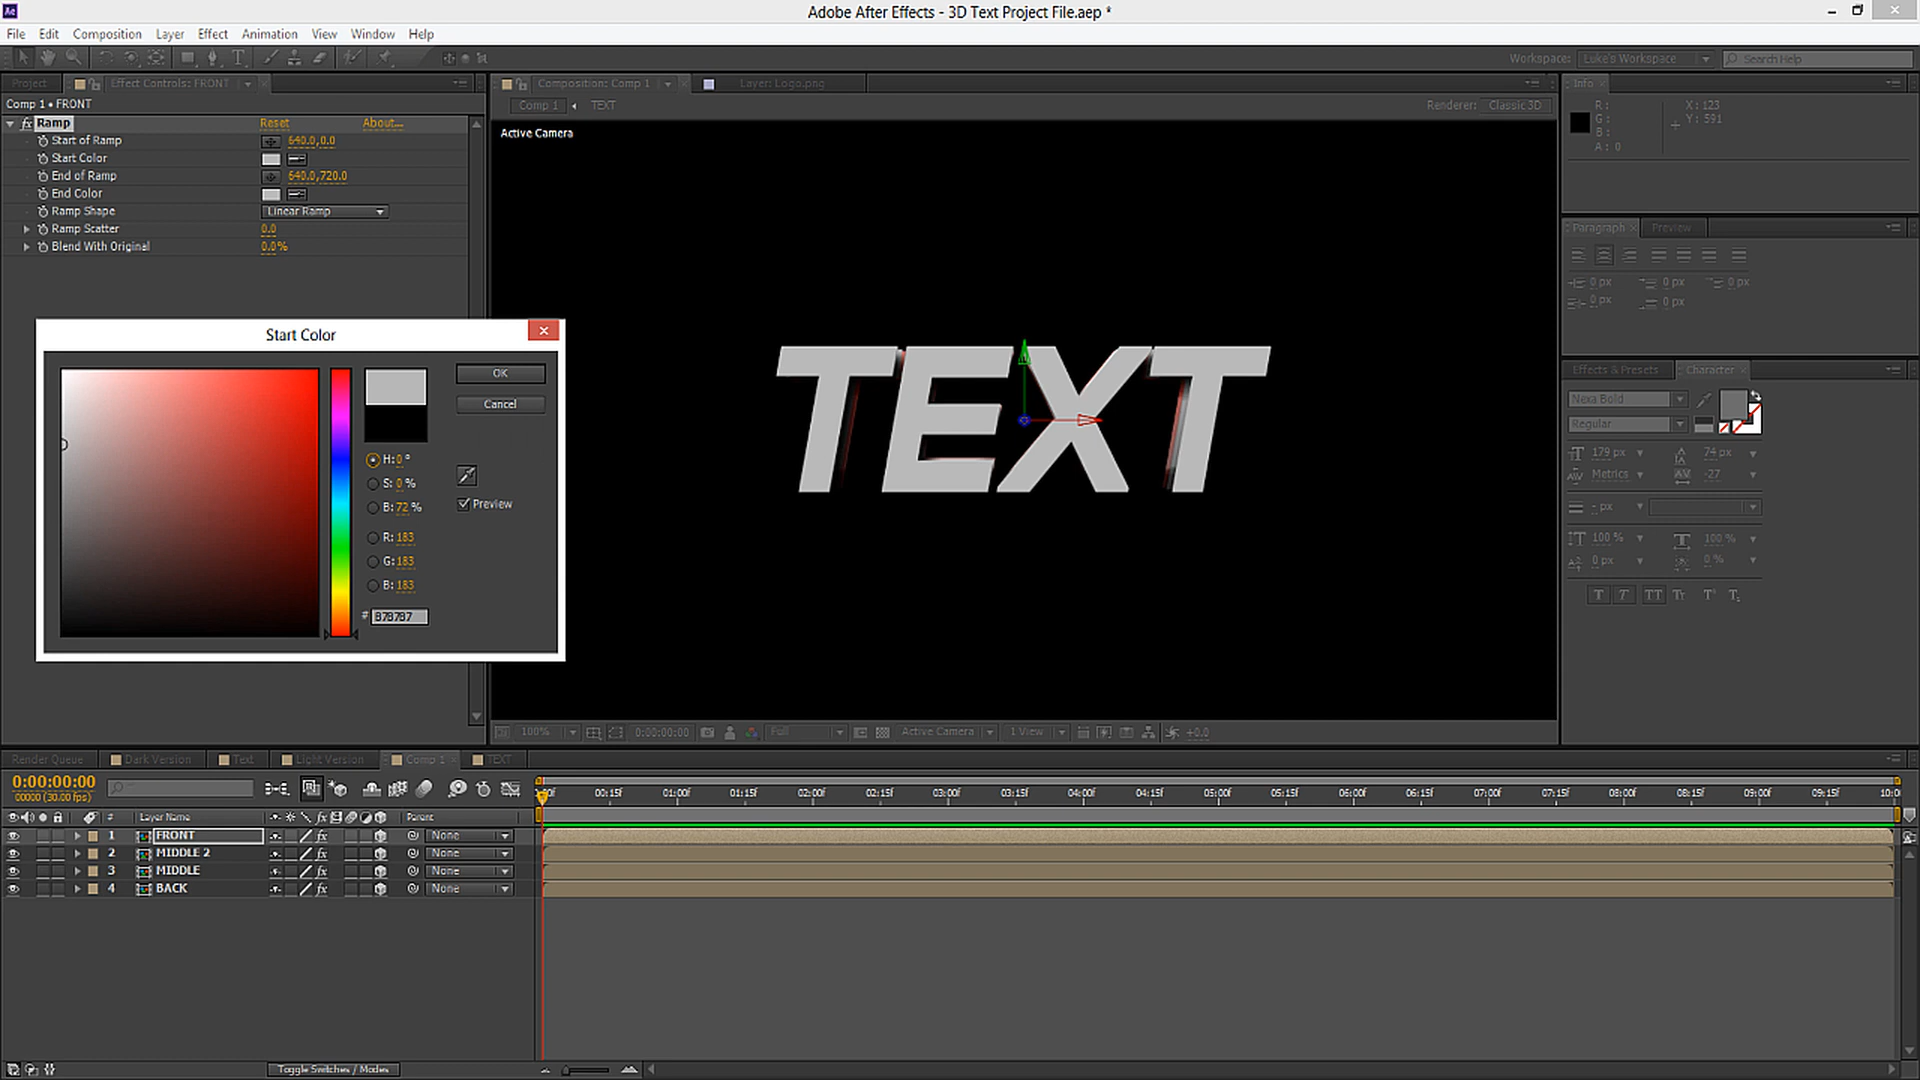 Adobe After Effects - 3D Text Project File.aep *
File Edit Composition Layer Effect Animation View Window Help
Workspace: Luke's Workspace Search Help
Project Effect Controls: FRONT
Comp 1 • FRONT
Ramp Reset About...
Start of Ramp 640.0,0.0
Start Color
End of Ramp 640.0,720.0
End Color
Ramp Shape Linear Ramp
Ramp Scatter 0.0
Blend With Original 0.0%
Start Color
OK
Cancel
H: 0 °
S: 0 %
B: 72 %
Preview
R: 183
G: 183
B: 183
# B7B7B7
Composition: Comp 1 Layer: Logo.png
Comp 1 TEXT Renderer: Classic 3D
Active Camera
TEXT
100% 0:00:00:00 Full Active Camera 1 View +0.0
Info
R: X: 123
G: Y: 591
B:
A: 0
Paragraph Preview
0 px 0 px 0 px
0 px 0 px
Effects & Presets Character
Nexa Bold
Regular
179 px 74 px
Metrics -27
- px
100 % 100 %
0 px 0 %
T T TT Tт T' T,
Render Queue Dark Version Text Light Version Comp 1 TEXT
0:00:00:00
00000 (30.00 fps)
00:15f 01:00f 01:15f 02:00f 02:15f 03:00f 03:15f 04:00f 04:15f 05:00f 05:15f 06:00f 06:15f 07:00f 07:15f 08:00f 08:15f 09:00f 09:15f 10:0
# Layer Name Parent
1 FRONT None
2 MIDDLE 2 None
3 MIDDLE None
4 BACK None
Toggle Switches / Modes